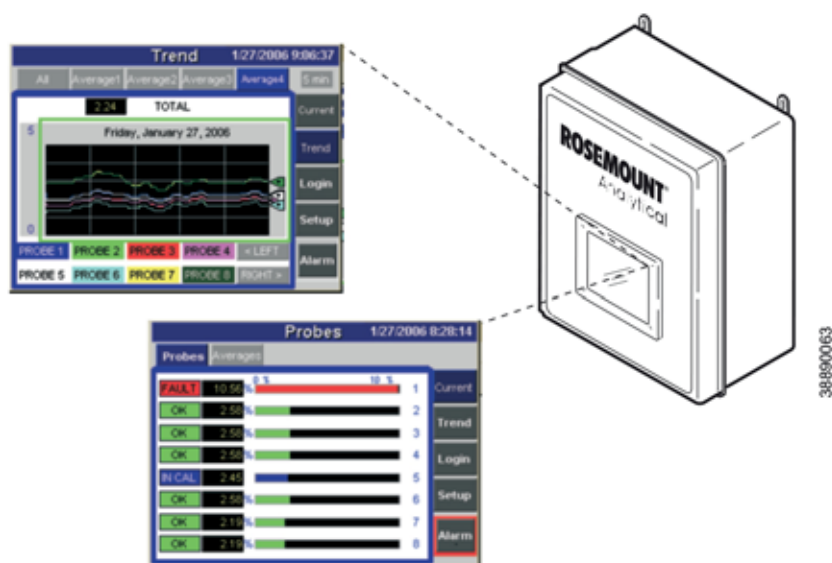 Trend 1/27/2006 9:06:37
All Average1 Average2 Average3 Average4 5 min
2.24 TOTAL
Current
5
Friday, January 27, 2006
Trend
Login
Setup
0
PROBE 1 PROBE 2 PROBE 3 PROBE 4 < LEFT
Alarm
PROBE 5 PROBE 6 PROBE 7 PROBE 8 RIGHT >
ROSEMOUNT
Analytical
Probes 1/27/2006 8:28:14
Probes Averages
0 % 10 %
FAULT 10.56 % 1 Current
OK 2.58 % 2
Trend
OK 2.58 % 3
OK 2.58 % 4
Login
IN CAL 2.45 5
OK 2.58 % 6
Setup
OK 2.19 % 7
Alarm
OK 2.19 % 8
38890063